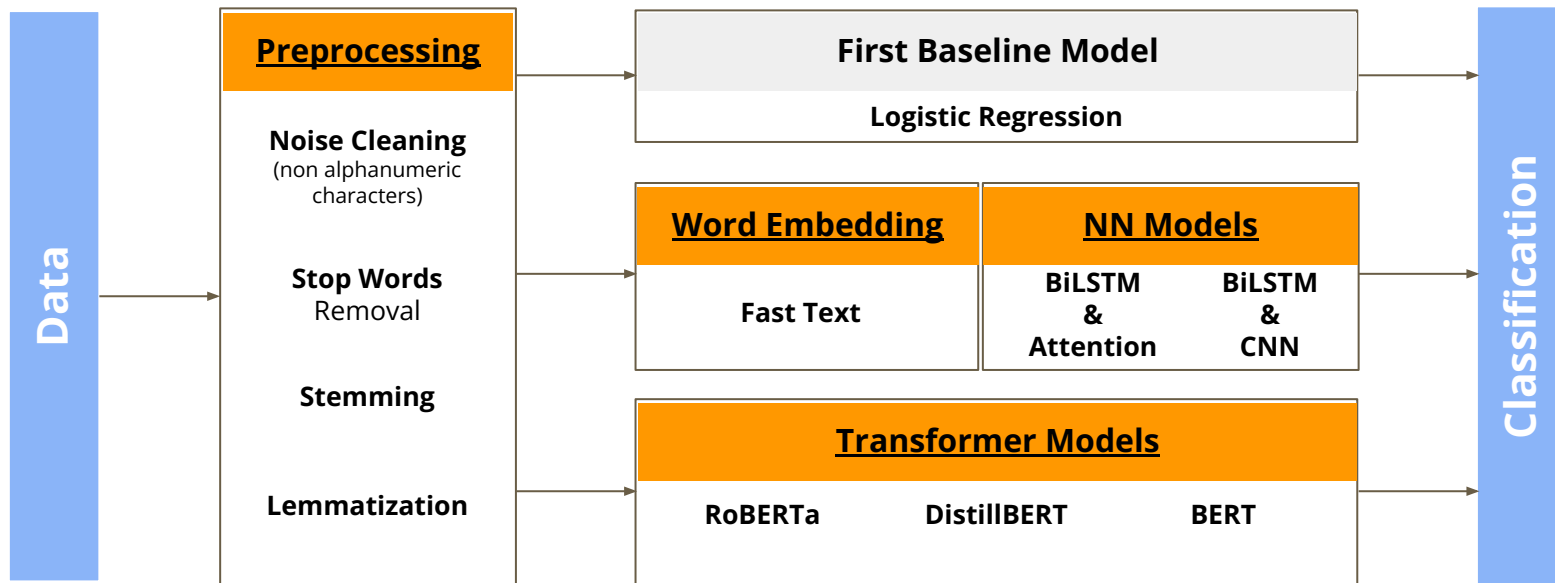 Data
Preprocessing
Noise Cleaning
(non alphanumeric
characters)
Stop Words
Removal
Stemming
Lemmatization
First Baseline Model
Logistic Regression
Word Embedding
Fast Text
NN Models
BiLSTM
&
Attention
BiLSTM
&
CNN
Transformer Models
RoBERTa
DistillBERT
BERT
Classification